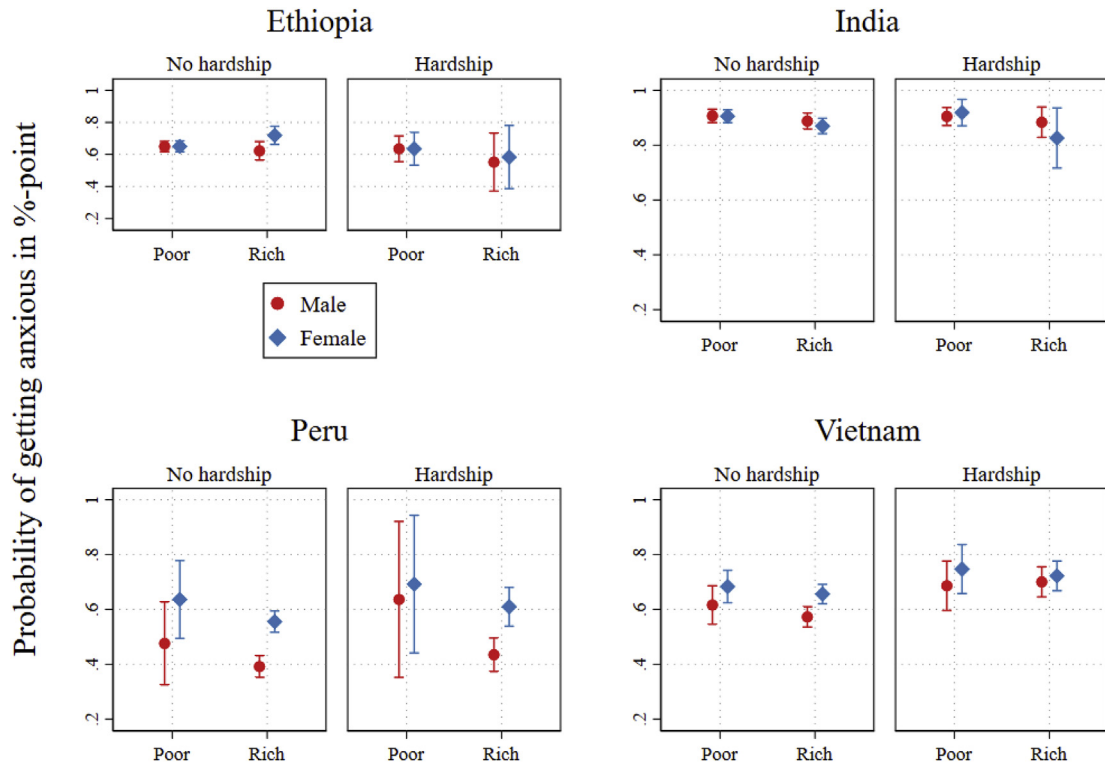 Probability of getting anxious in %-point
Ethiopia
No hardship
Hardship
1
.8
.6
.4
.2
Poor
Rich
Poor
Rich
Male
Female
India
No hardship
Hardship
1
.8
.6
.4
.2
Poor
Rich
Poor
Rich
Peru
No hardship
Hardship
1
.8
.6
.4
.2
Poor
Rich
Poor
Rich
Vietnam
No hardship
Hardship
1
.8
.6
.4
.2
Poor
Rich
Poor
Rich